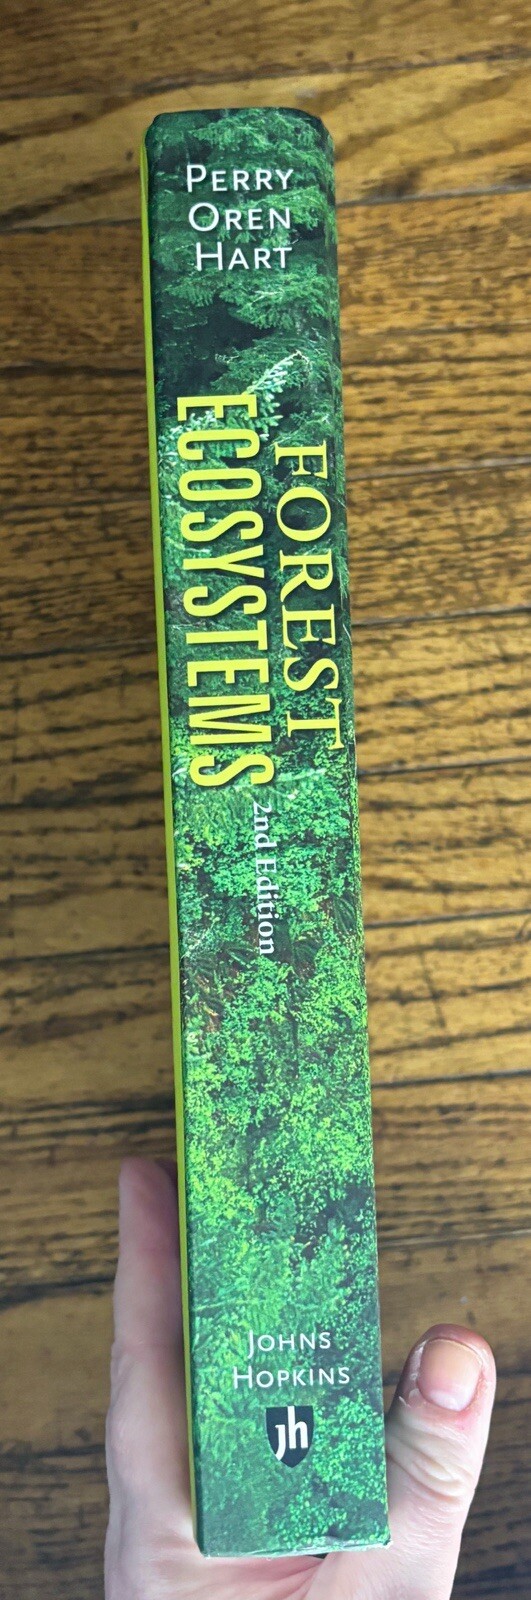 PERRY
OREN
HART
FOREST
ECOSYSTEMS
2nd Edition
JOHNS
HOPKINS
jh